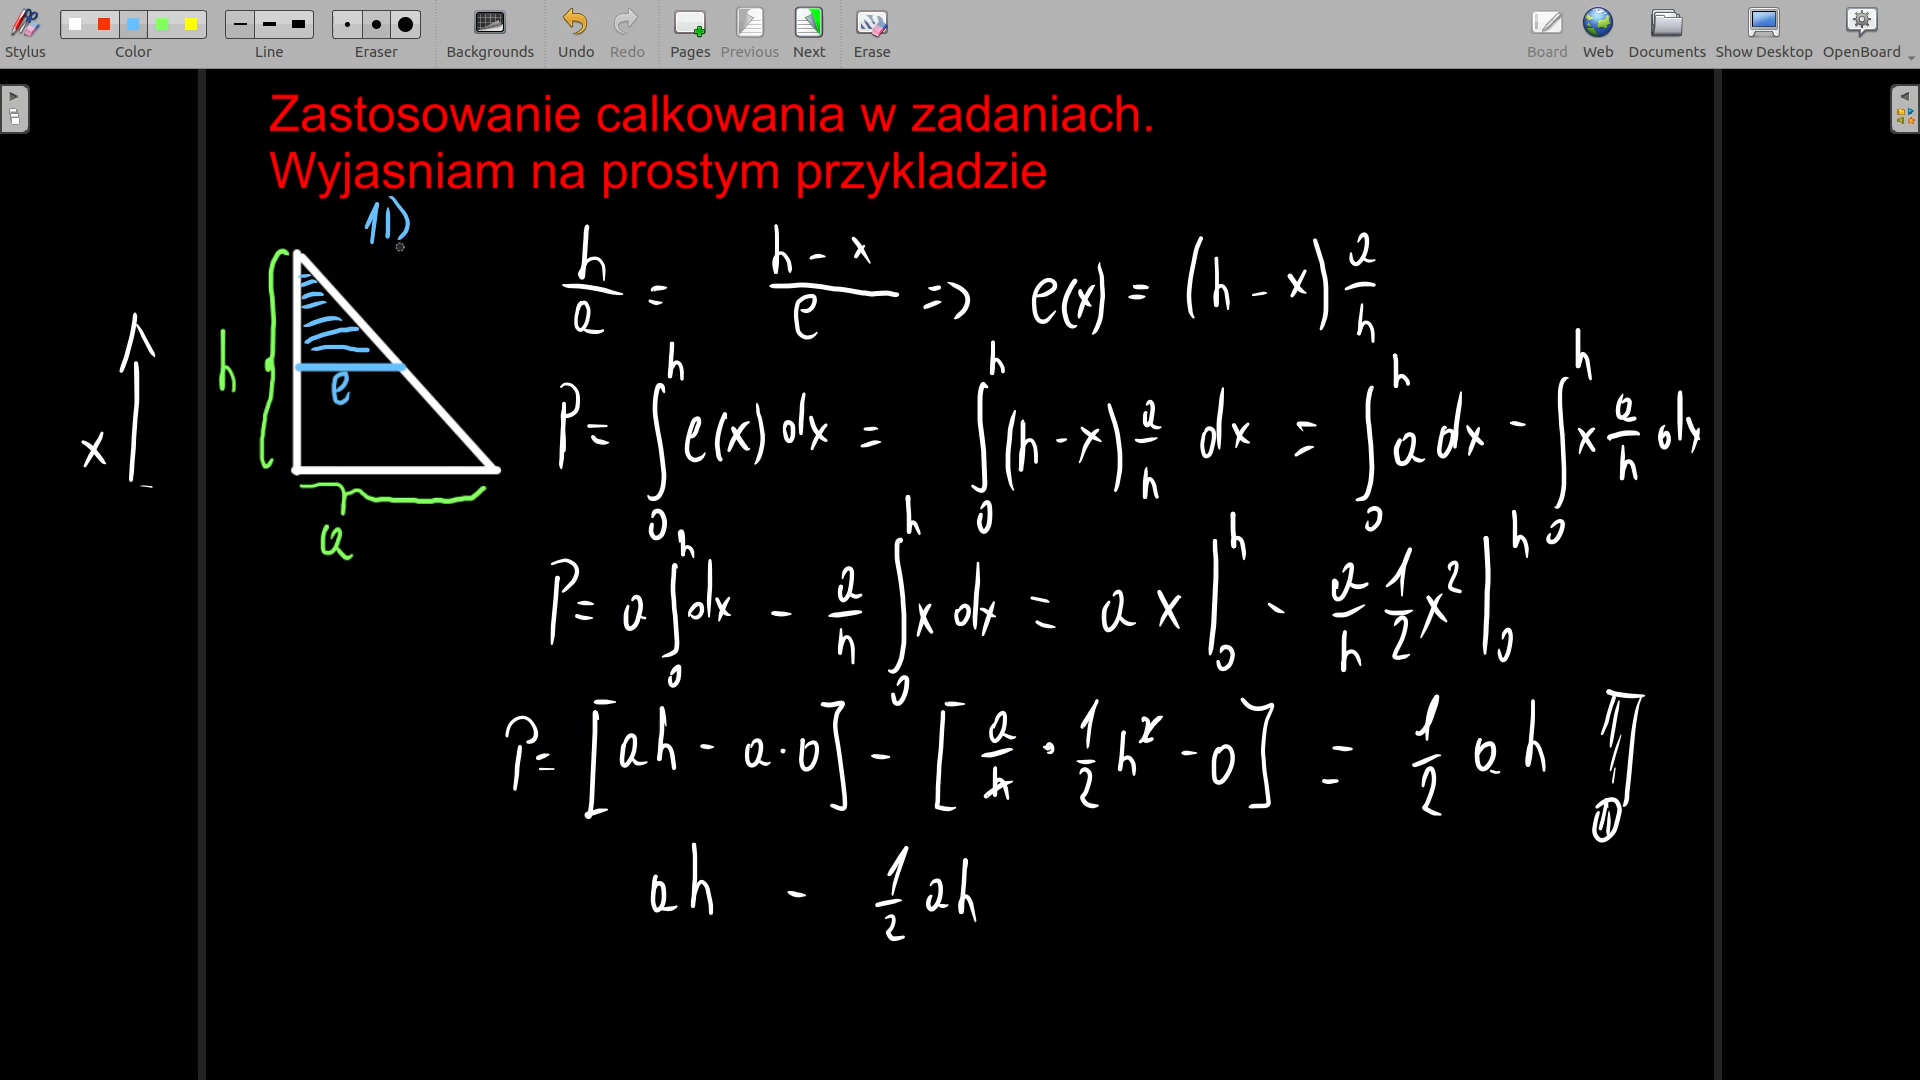 Stylus Color Line Eraser Backgrounds Undo Redo Pages Previous Next Erase Board Web Documents Show Desktop OpenBoard
Zastosowanie calkowania w zadaniach.
Wyjasniam na prostym przykladzie
h/a = (h - x)/e => e(x) = (h - x) a/h
h
e
x
a
P = ∫₀ʰ e(x) dx = ∫₀ʰ (h - x) a/h dx = ∫₀ʰ a dx - ∫₀ʰ x a/h dx
P = a ∫₀ʰ dx - a/h ∫₀ʰ x dx = a x |₀ʰ - a/h 1/2 x² |₀ʰ
P = [ah - a·0] - [a/h · 1/2 h² - 0] = 1/2 a h
ah - 1/2 ah